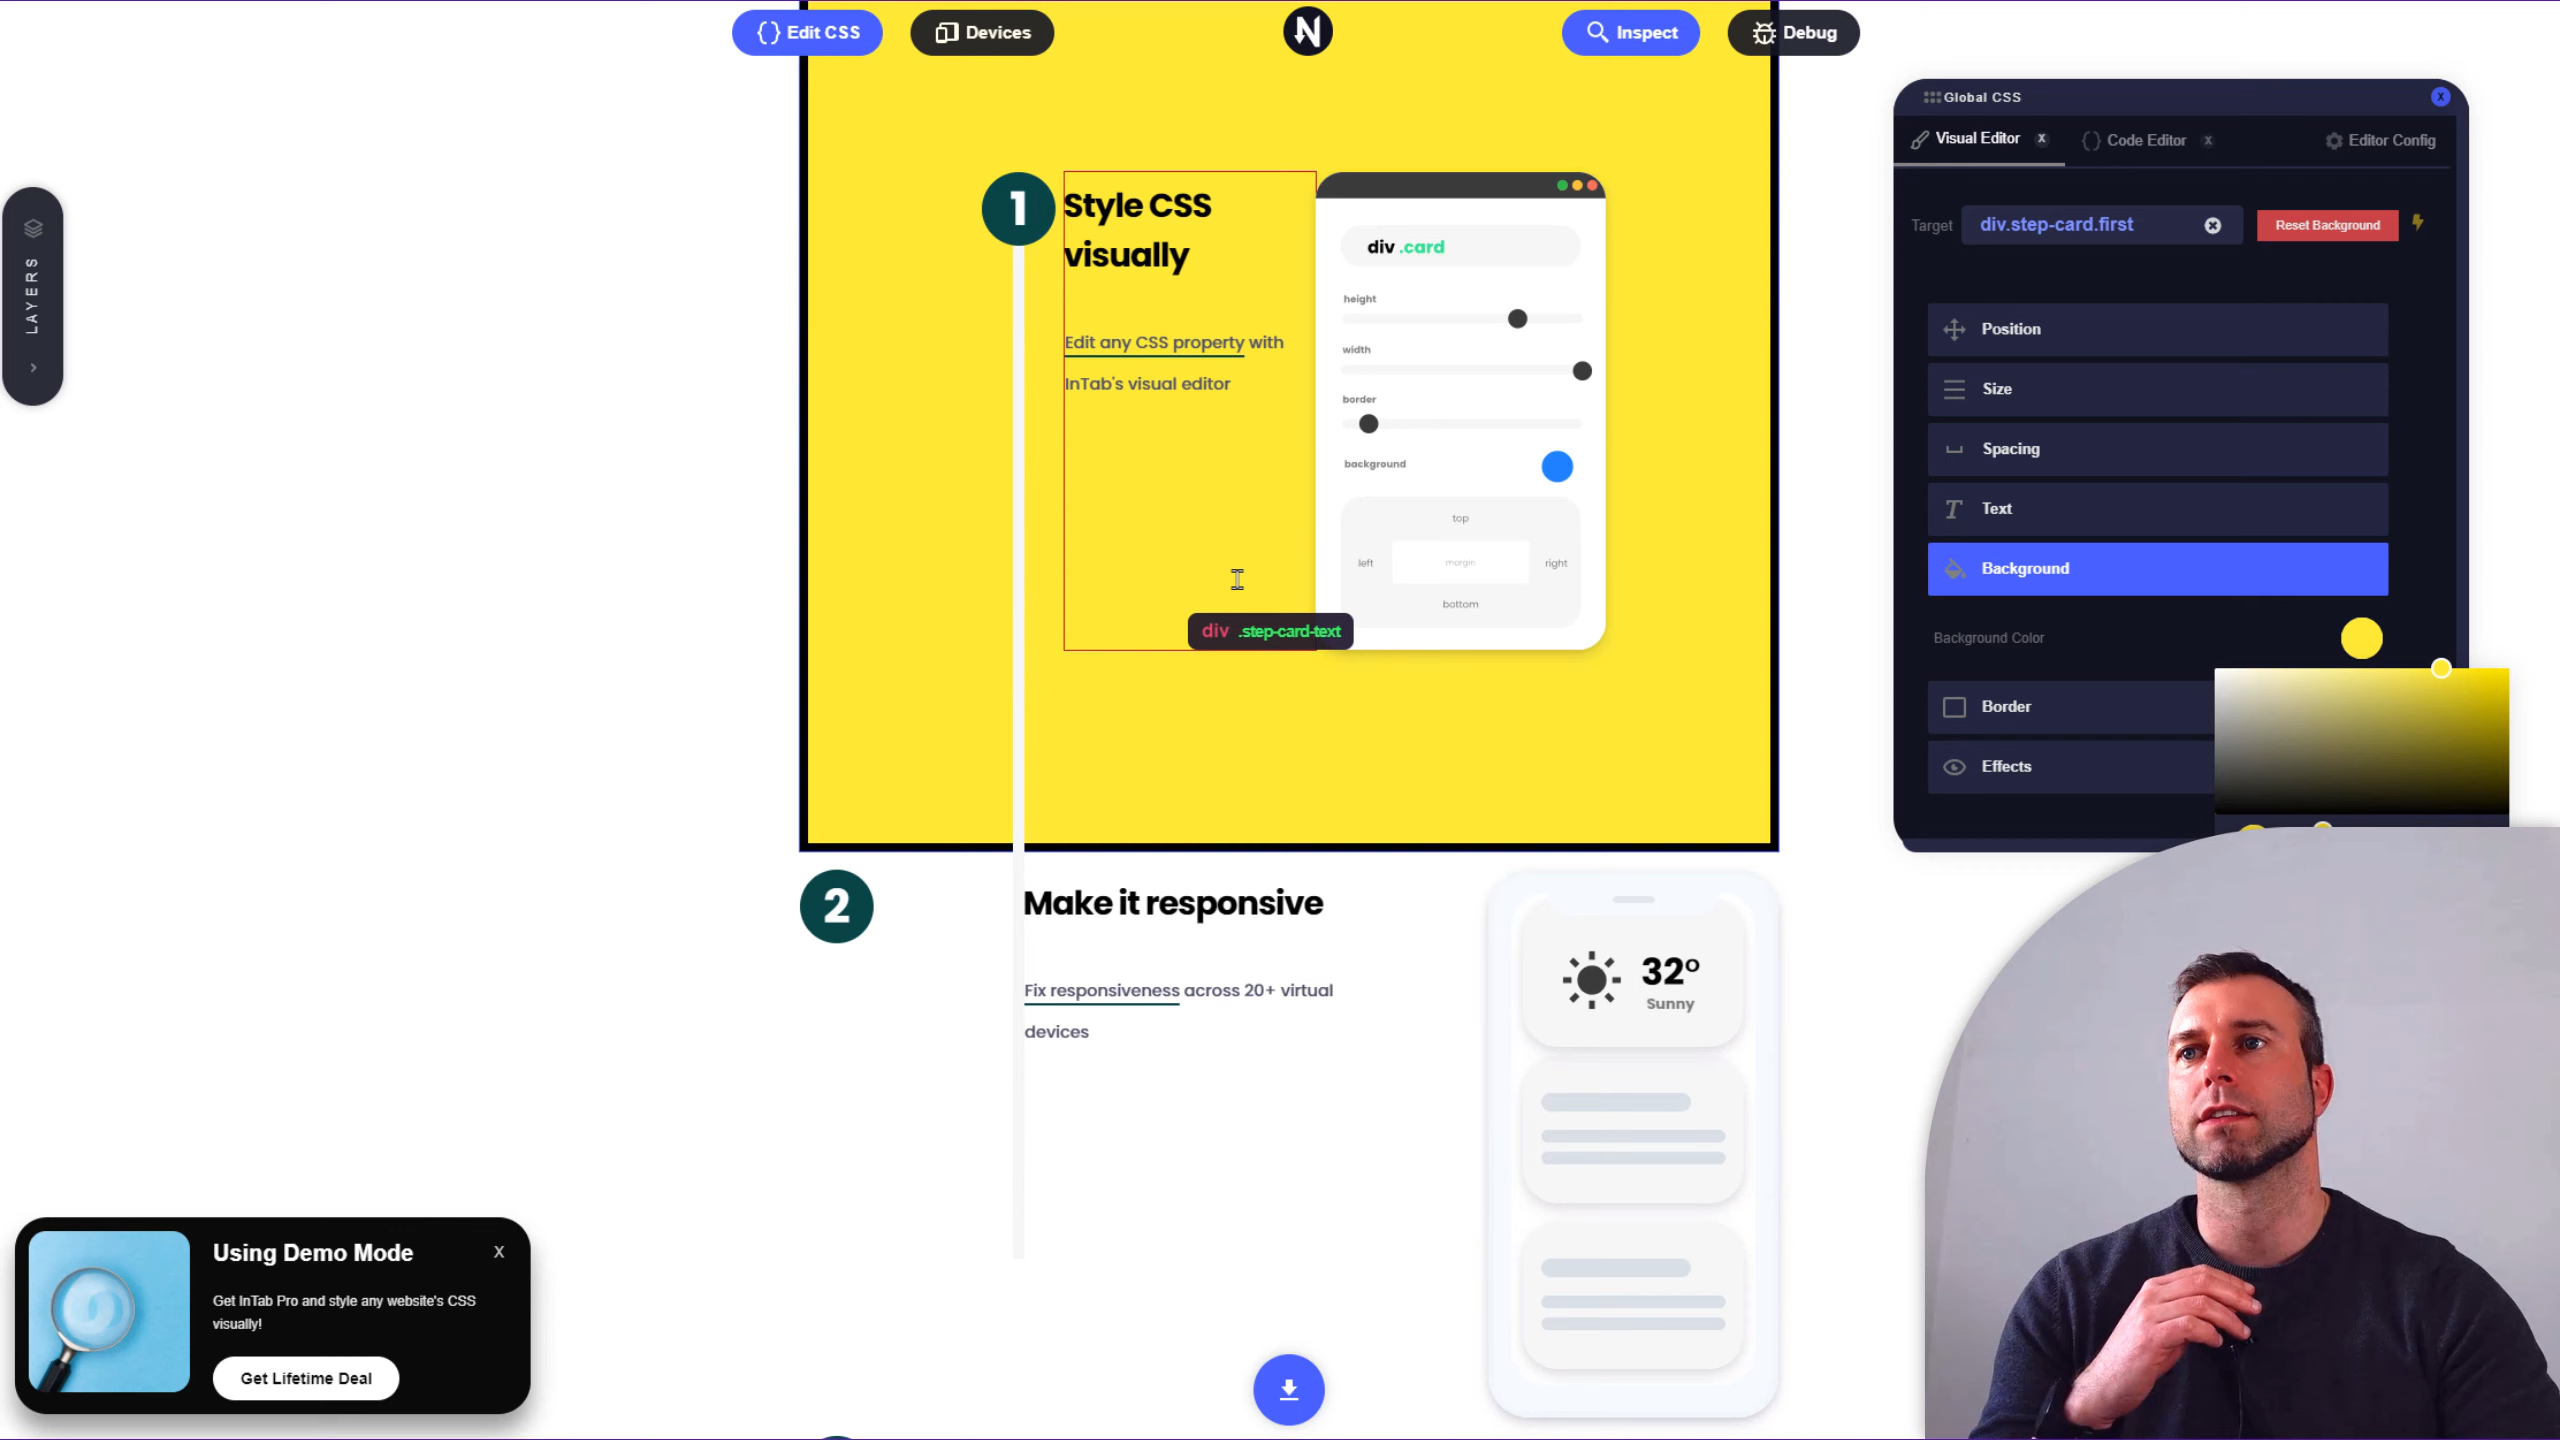 Edit CSS
Devices
N
Inspect
Debug
LAYERS
1
Style CSS
visually
Edit any CSS property with
InTab's visual editor
div .card
height
width
border
background
top
left
margin
right
bottom
div .step-card-text
2
Make it responsive
Fix responsiveness across 20+ virtual
devices
32°
Sunny
Global CSS
X
Visual Editor
x
Code Editor
x
Editor Config
Target
div.step-card.first
Reset Background
Position
Size
Spacing
Text
Background
Background Color
Border
Effects
Using Demo Mode
X
Get InTab Pro and style any website's CSS
visually!
Get Lifetime Deal